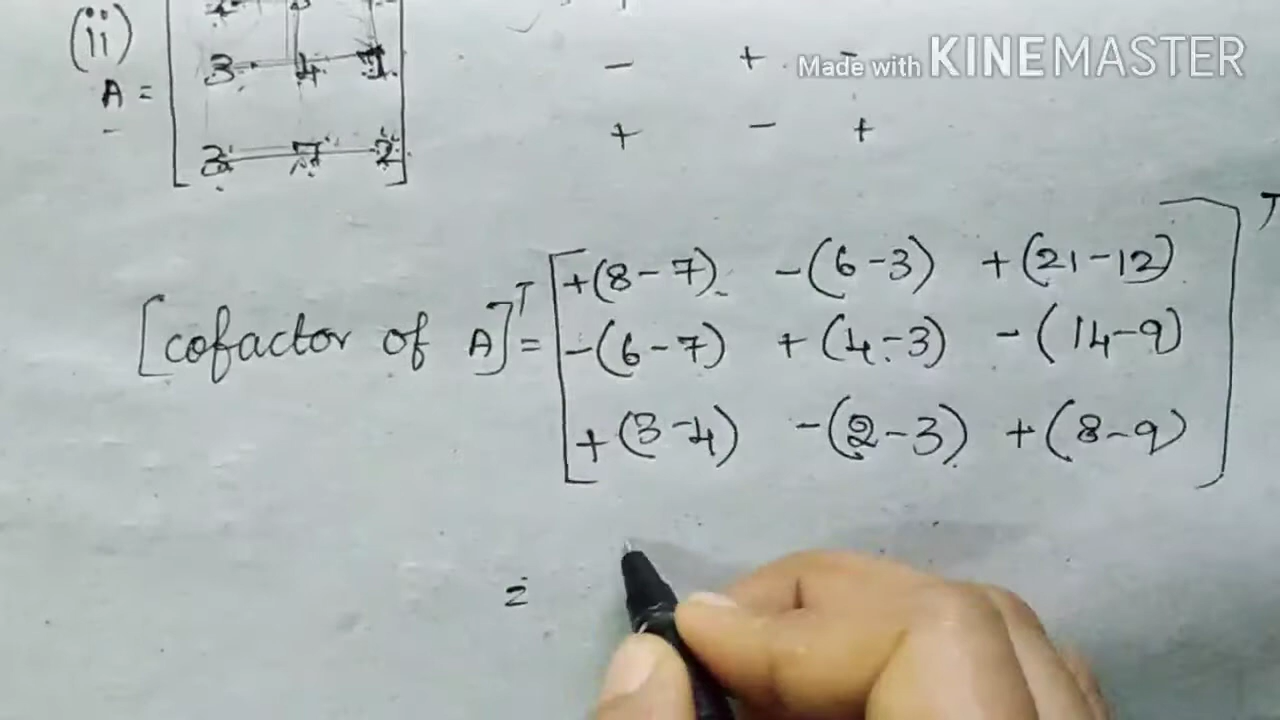 (ii)
A =
3 4 1
3 7 2
- + -
+ - +
Made with KINEMASTER
[cofactor of A]ᵀ = [+(8-7) -(6-3) +(21-12)
-(6-7) +(4-3) -(14-9)
+(3-4) -(2-3) +(8-9)]ᵀ
=